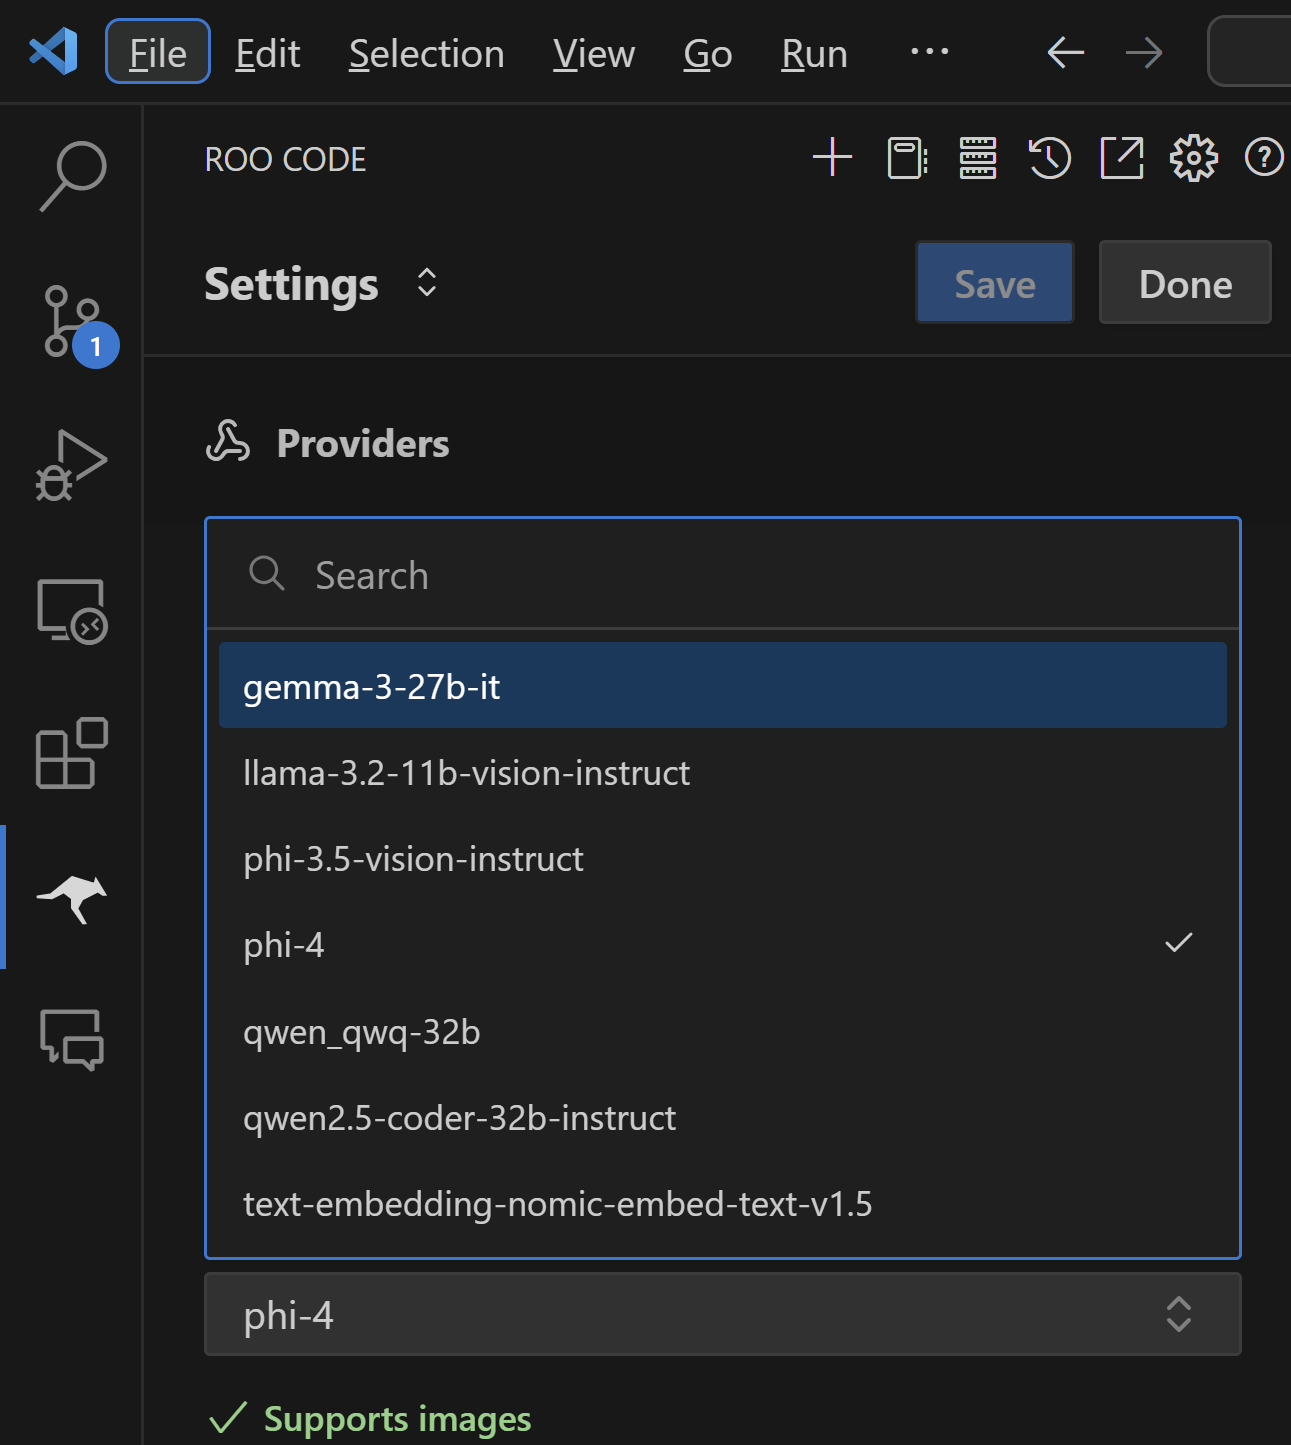 File Edit Selection View Go Run ...
ROO CODE
Settings Save Done
1
Providers
Search
gemma-3-27b-it
llama-3.2-11b-vision-instruct
phi-3.5-vision-instruct
phi-4
qwen_qwq-32b
qwen2.5-coder-32b-instruct
text-embedding-nomic-embed-text-v1.5
phi-4
Supports images